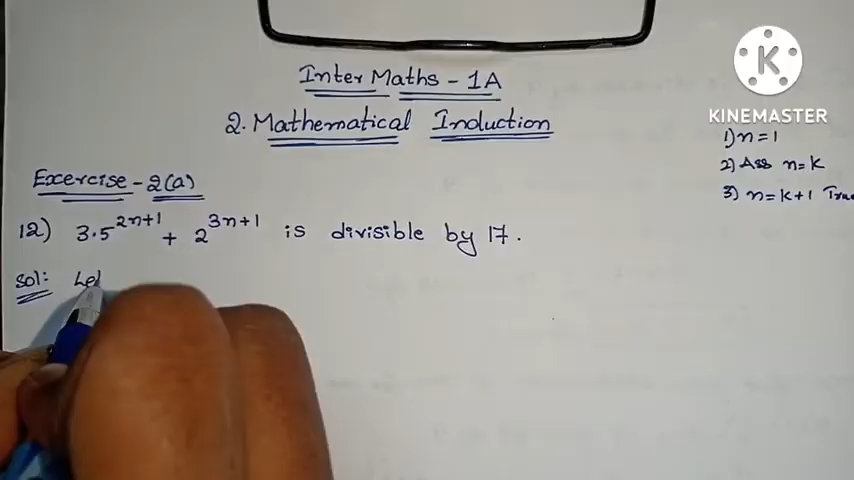 Inter Maths - 1A
2. Mathematical Induction
KINEMASTER
1) n = 1
2) Ass n = k
3) n = k+1 True
Excercise - 2(a)
12) 3.5^{2n+1} + 2^{3n+1} is divisible by 17.
Sol: Let